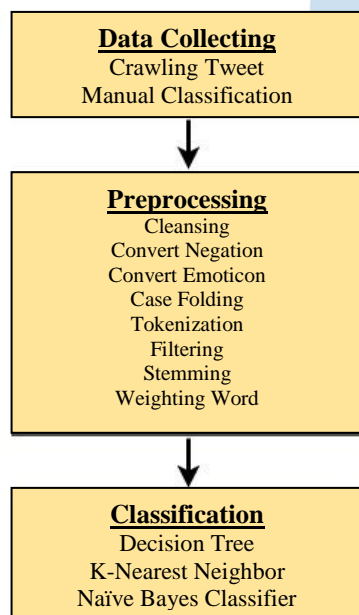 Data Collecting
Crawling Tweet
Manual Classification
Preprocessing
Cleansing
Convert Negation
Convert Emoticon
Case Folding
Tokenization
Filtering
Stemming
Weighting Word
Classification
Decision Tree
K-Nearest Neighbor
Naïve Bayes Classifier